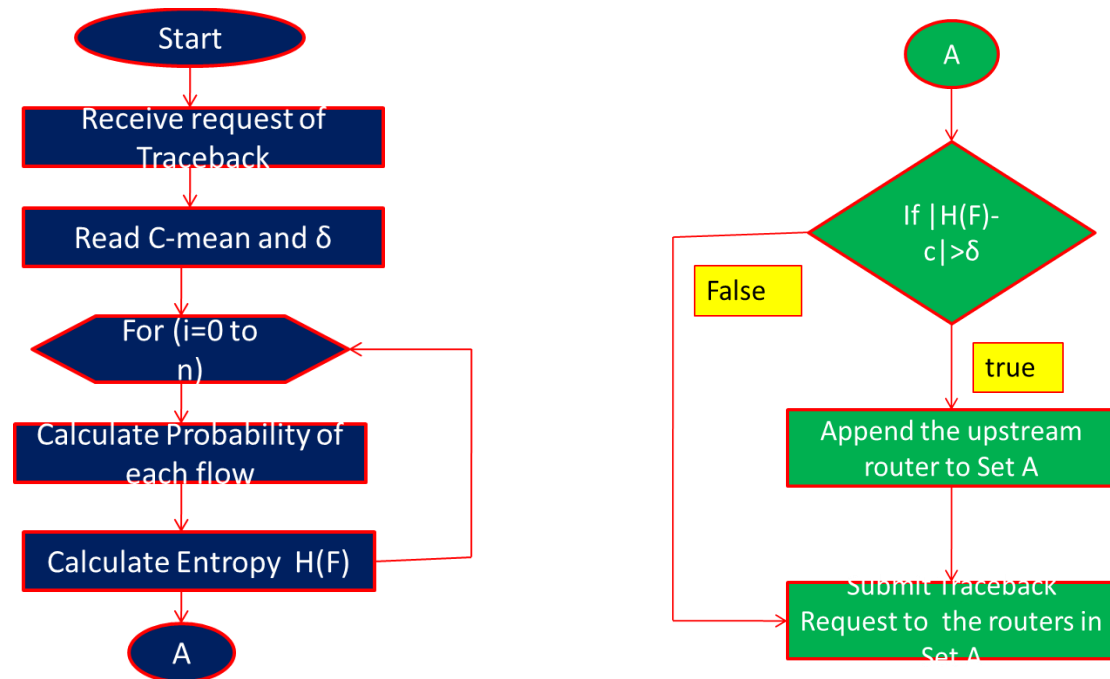 Start
Receive request of
Traceback
Read C-mean and δ
For (i=0 to
n)
Calculate Probability of
each flow
Calculate Entropy H(F)
A
A
If |H(F)-
c|>δ
False
true
Append the upstream
router to Set A
Submit Traceback
Request to the routers in
Set A